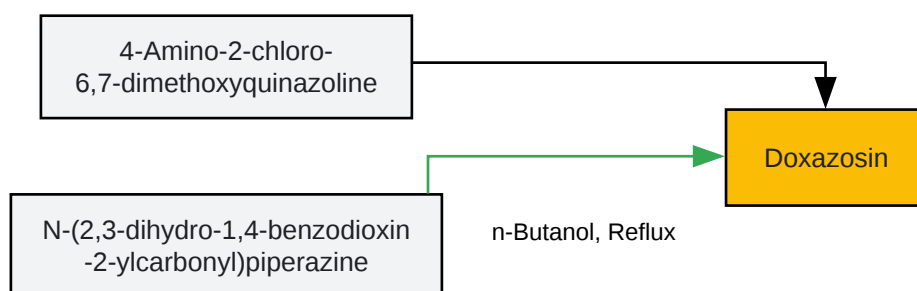 4-Amino-2-chloro-
6,7-dimethoxyquinazoline
Doxazosin
N-(2,3-dihydro-1,4-benzodioxin
-2-ylcarbonyl)piperazine
n-Butanol, Reflux